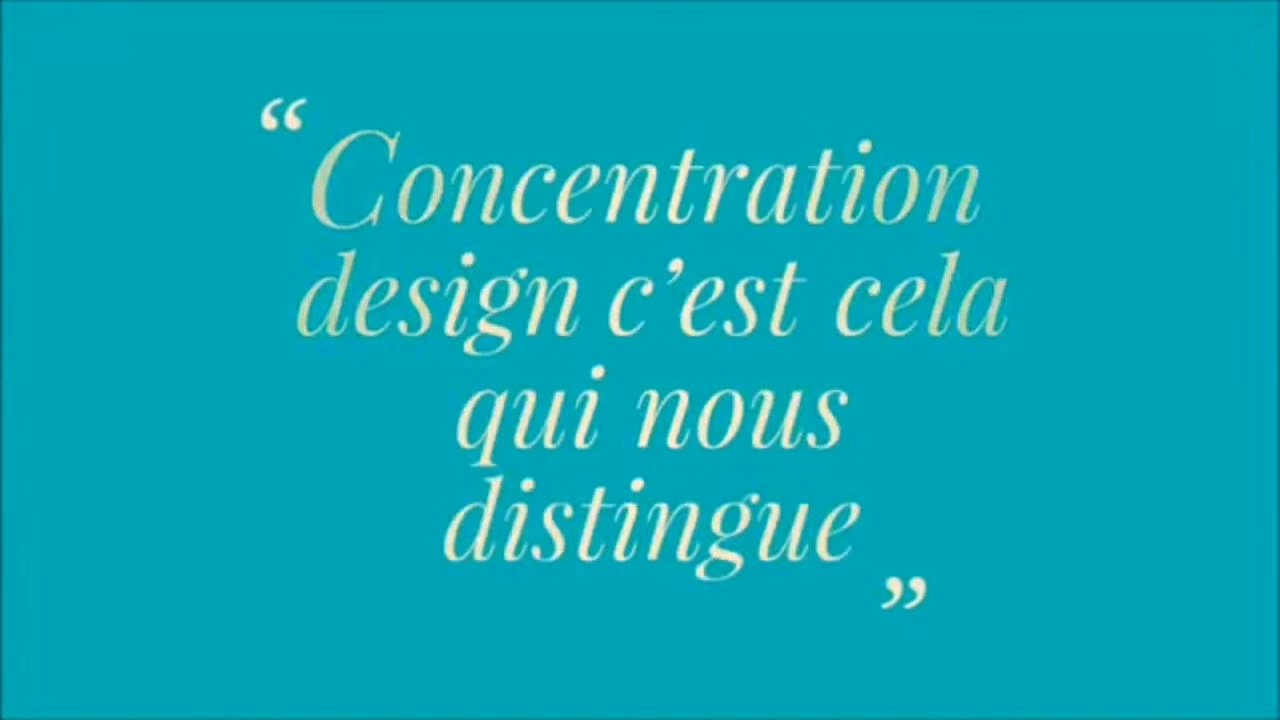 “Concentration
design c’est cela
qui nous
distingue”